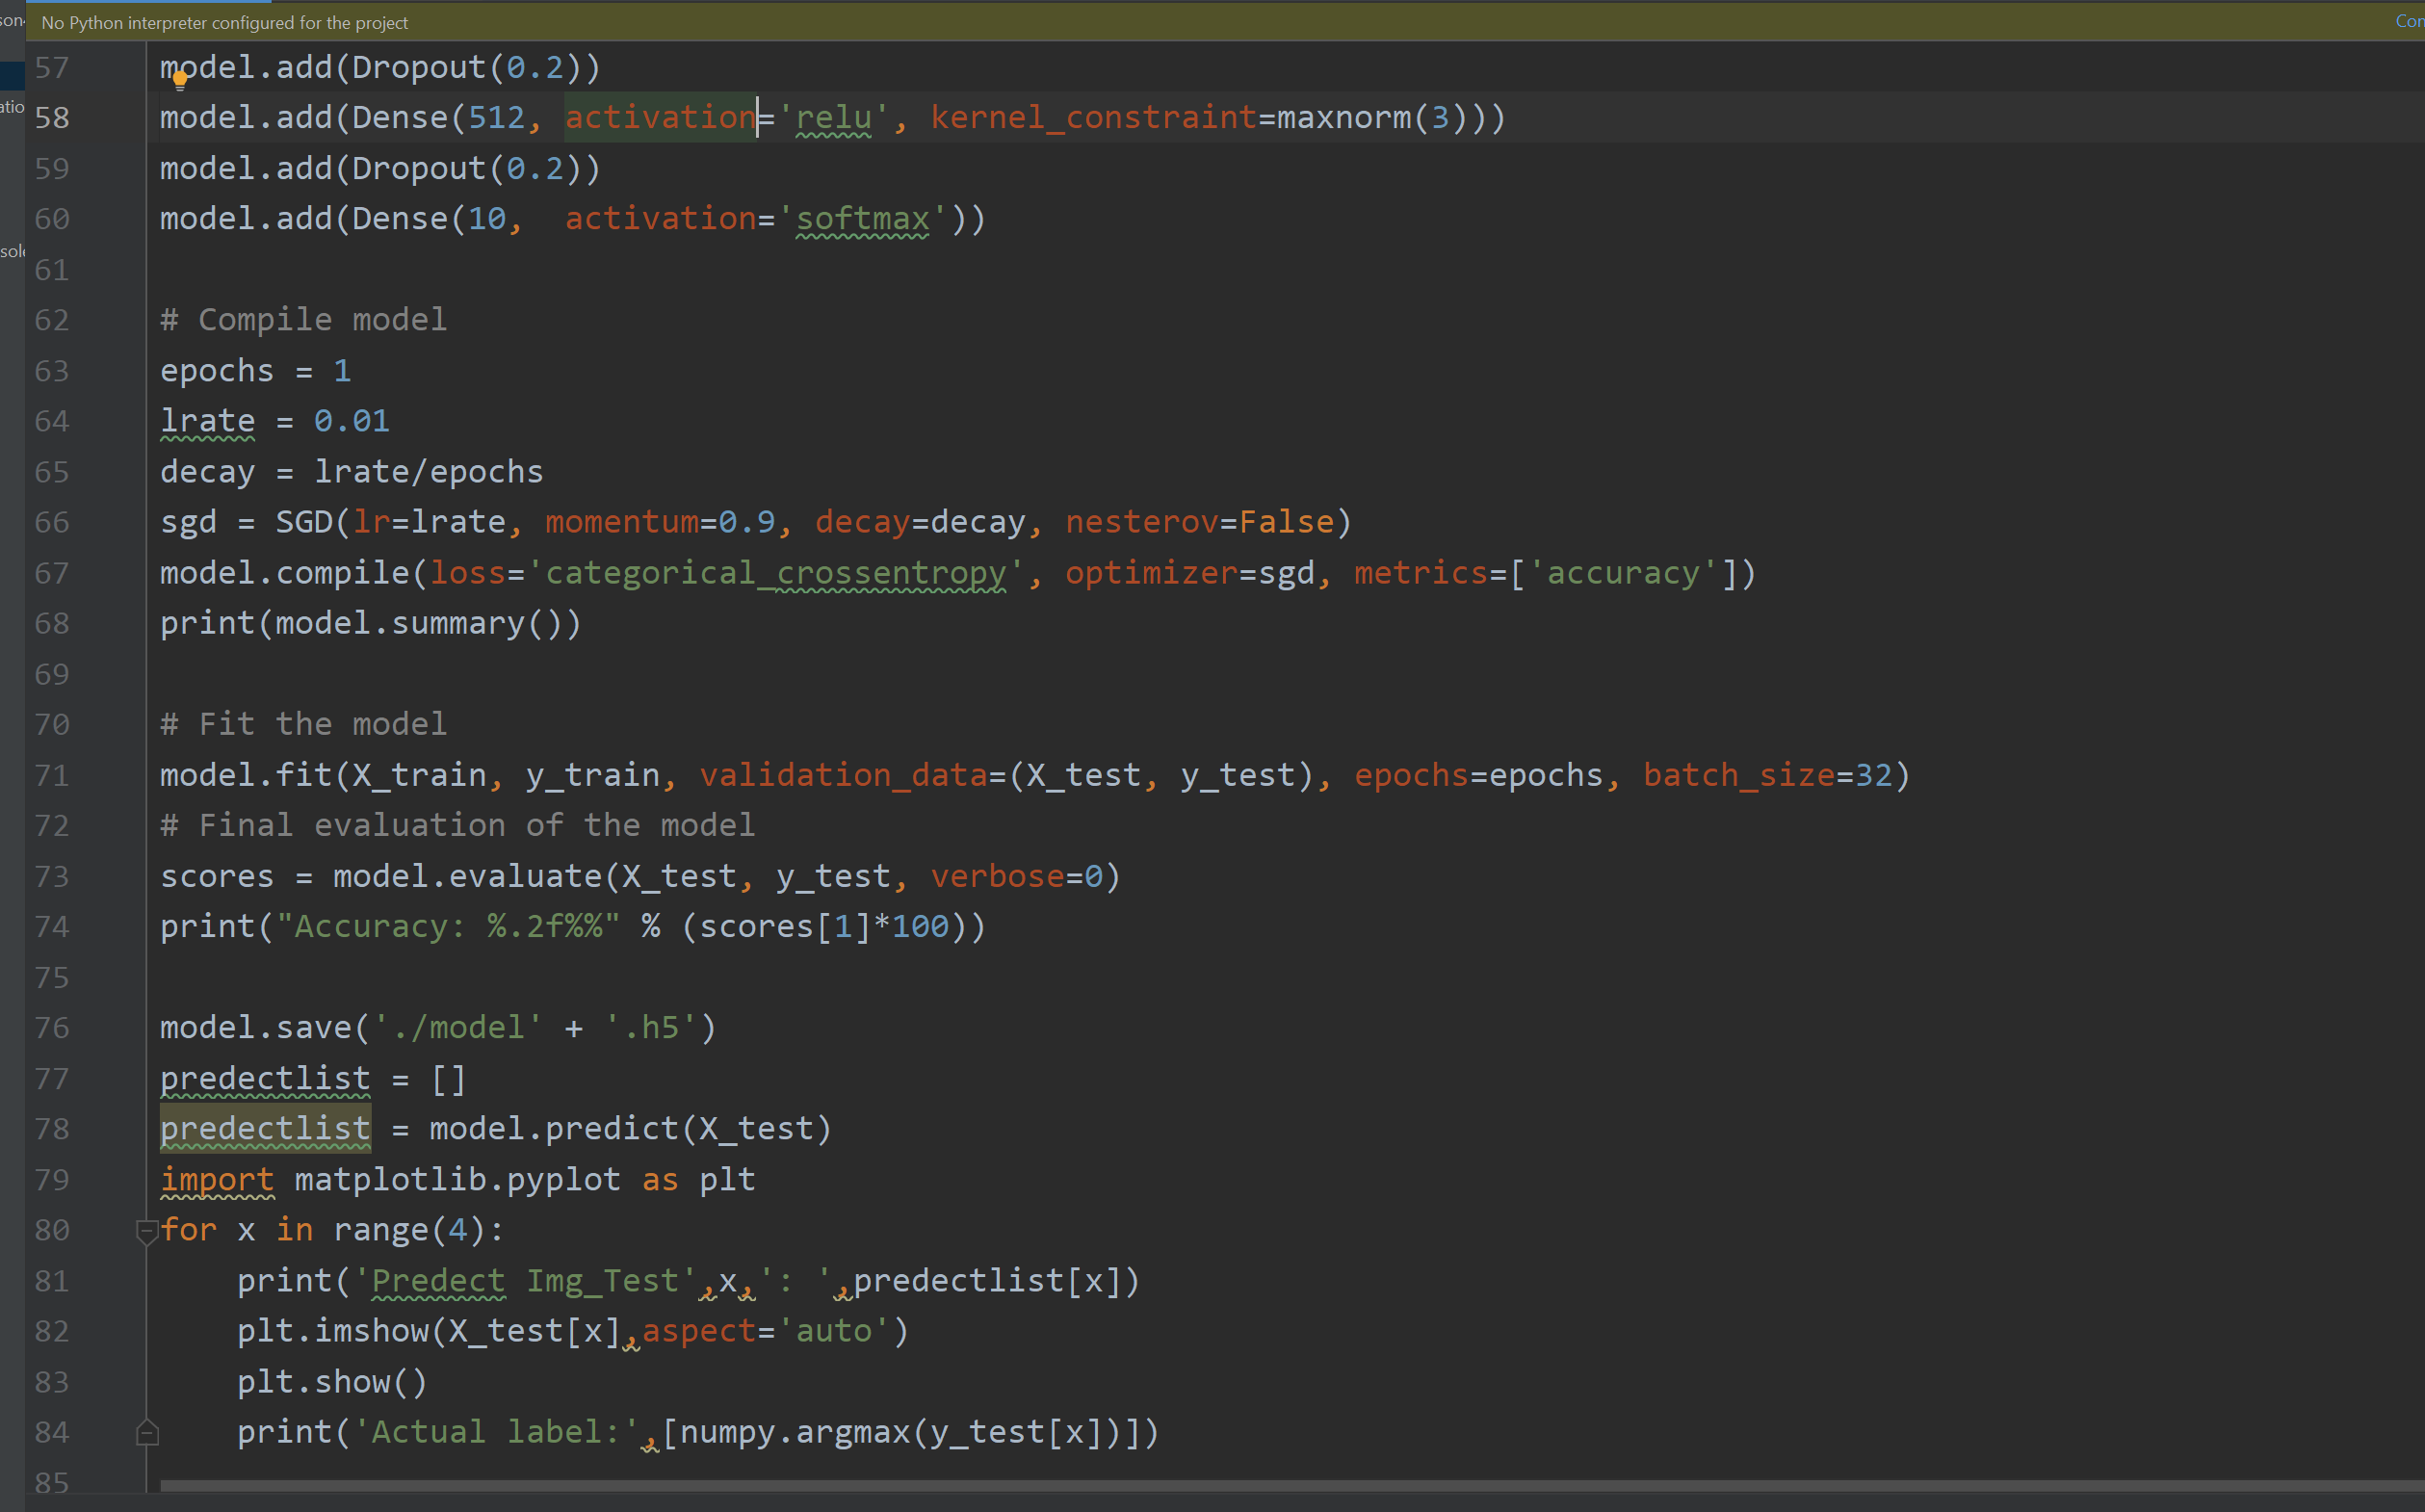 No Python interpreter configured for the project
57 model.add(Dropout(0.2))
58 model.add(Dense(512, activation='relu', kernel_constraint=maxnorm(3)))
59 model.add(Dropout(0.2))
60 model.add(Dense(10,  activation='softmax'))
61
62 # Compile model
63 epochs = 1
64 lrate = 0.01
65 decay = lrate/epochs
66 sgd = SGD(lr=lrate, momentum=0.9, decay=decay, nesterov=False)
67 model.compile(loss='categorical_crossentropy', optimizer=sgd, metrics=['accuracy'])
68 print(model.summary())
69
70 # Fit the model
71 model.fit(X_train, y_train, validation_data=(X_test, y_test), epochs=epochs, batch_size=32)
72 # Final evaluation of the model
73 scores = model.evaluate(X_test, y_test, verbose=0)
74 print("Accuracy: %.2f%%" % (scores[1]*100))
75
76 model.save('./model' + '.h5')
77 predectlist = []
78 predectlist = model.predict(X_test)
79 import matplotlib.pyplot as plt
80 for x in range(4):
81     print('Predect Img_Test',x,': ',predectlist[x])
82     plt.imshow(X_test[x],aspect='auto')
83     plt.show()
84     print('Actual label:',[numpy.argmax(y_test[x])])
85